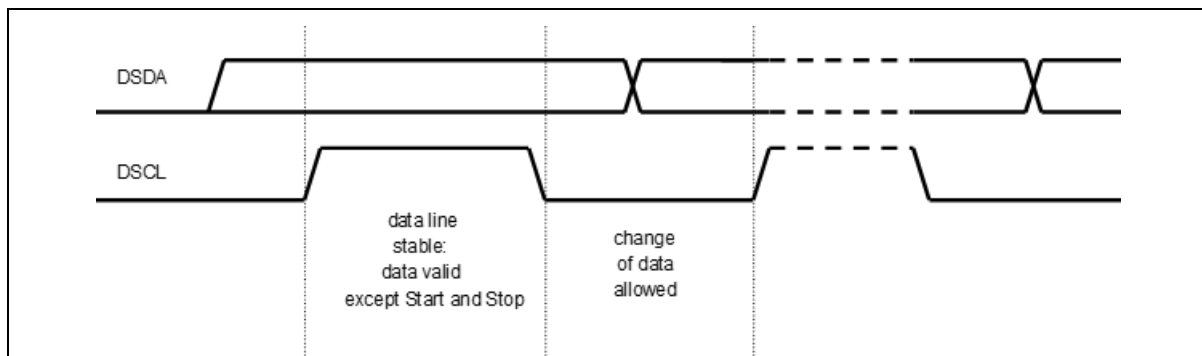 DSDA
DSCL
data line
stable:
data valid
except Start and Stop
change
of data
allowed